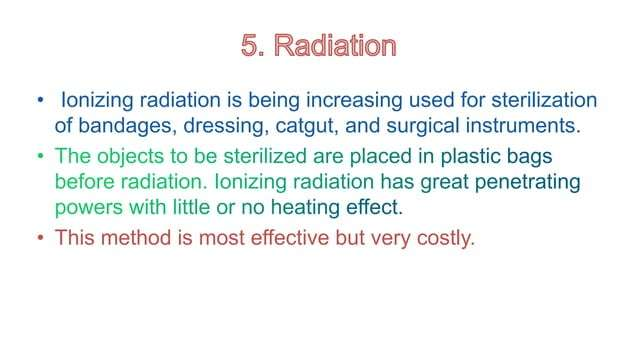 5. Radiation
• Ionizing radiation is being increasing used for sterilization
of bandages, dressing, catgut, and surgical instruments.
• The objects to be sterilized are placed in plastic bags
before radiation. Ionizing radiation has great penetrating
powers with little or no heating effect.
• This method is most effective but very costly.